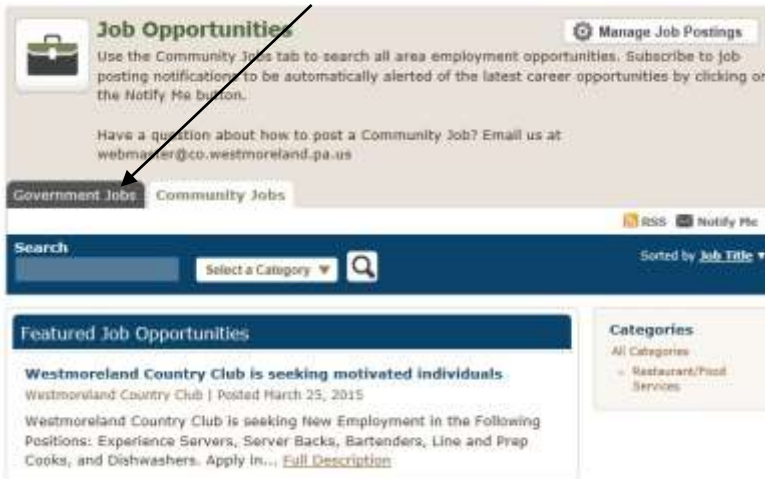 Job Opportunities
Manage Job Postings
Use the Community Jobs tab to search all area employment opportunities. Subscribe to job
posting notifications to be automatically alerted of the latest career opportunities by clicking on
the Notify Me button.
Have a question about how to post a Community Job? Email us at
webmaster@co.westmoreland.pa.us
Government Jobs
Community Jobs
RSS
Notify Me
Search
Select a Category
Sorted by Job Title
Featured Job Opportunities
Westmoreland Country Club is seeking motivated individuals
Westmoreland Country Club | Posted March 25, 2015
Westmoreland Country Club is seeking New Employment in the Following
Positions: Experience Servers, Server Backs, Bartenders, Line and Prep
Cooks, and Dishwashers. Apply in... Full Description
Categories
All Categories
Restaurant/Food
Services